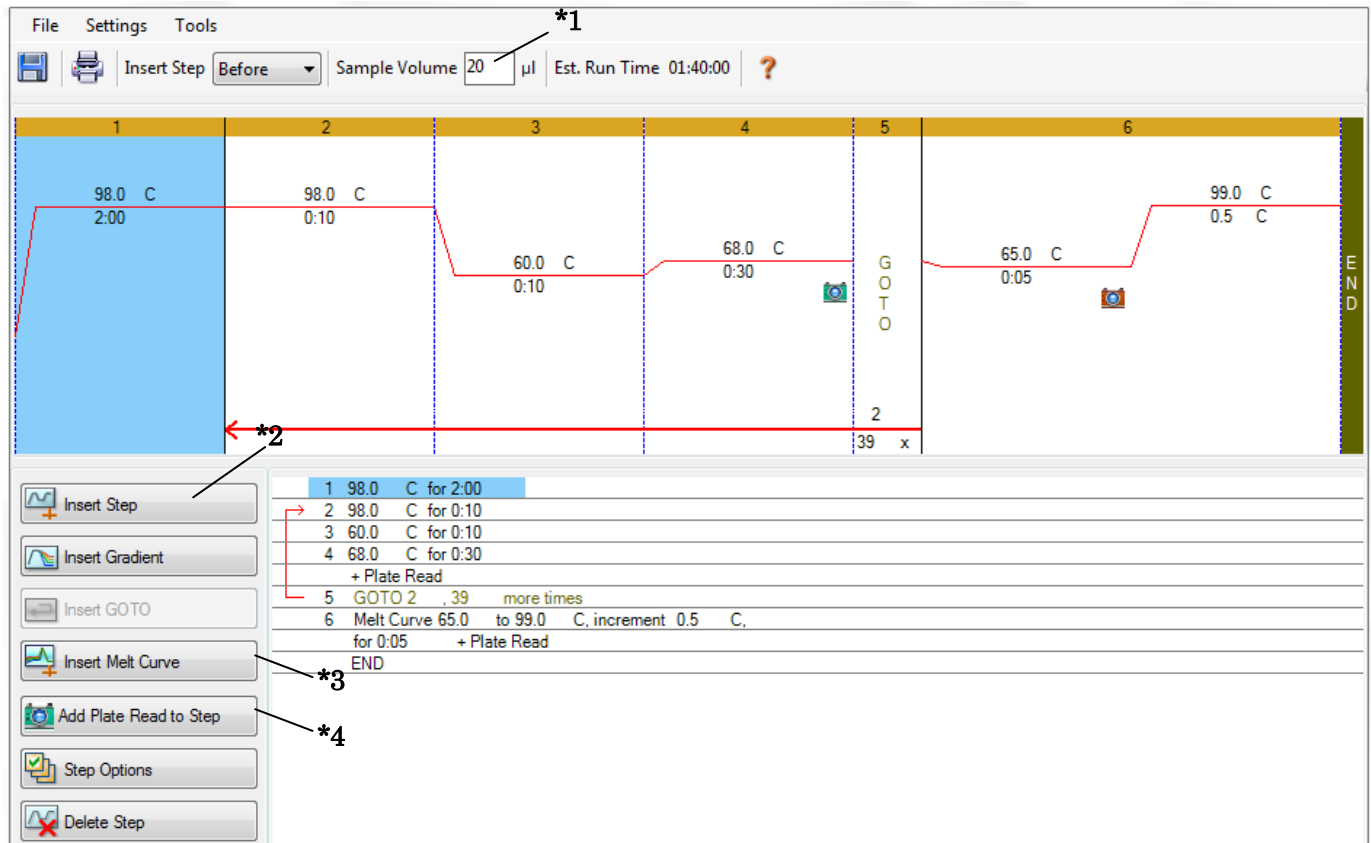 File Settings Tools
*1
Insert Step Before Sample Volume 20 µl Est. Run Time 01:40:00 ?
1 2 3 4 5 6
98.0 C 98.0 C 99.0 C
2:00 0:10 0.5 C
68.0 C 65.0 C
60.0 C 0:30 0:05
0:10
GOTO
END
2
39 x
*2
Insert Step
Insert Gradient
Insert GOTO
Insert Melt Curve
*3
Add Plate Read to Step
*4
Step Options
Delete Step
1 98.0 C for 2:00
2 98.0 C for 0:10
3 60.0 C for 0:10
4 68.0 C for 0:30
+ Plate Read
5 GOTO 2 , 39 more times
6 Melt Curve 65.0 to 99.0 C, increment 0.5 C,
for 0:05 + Plate Read
END